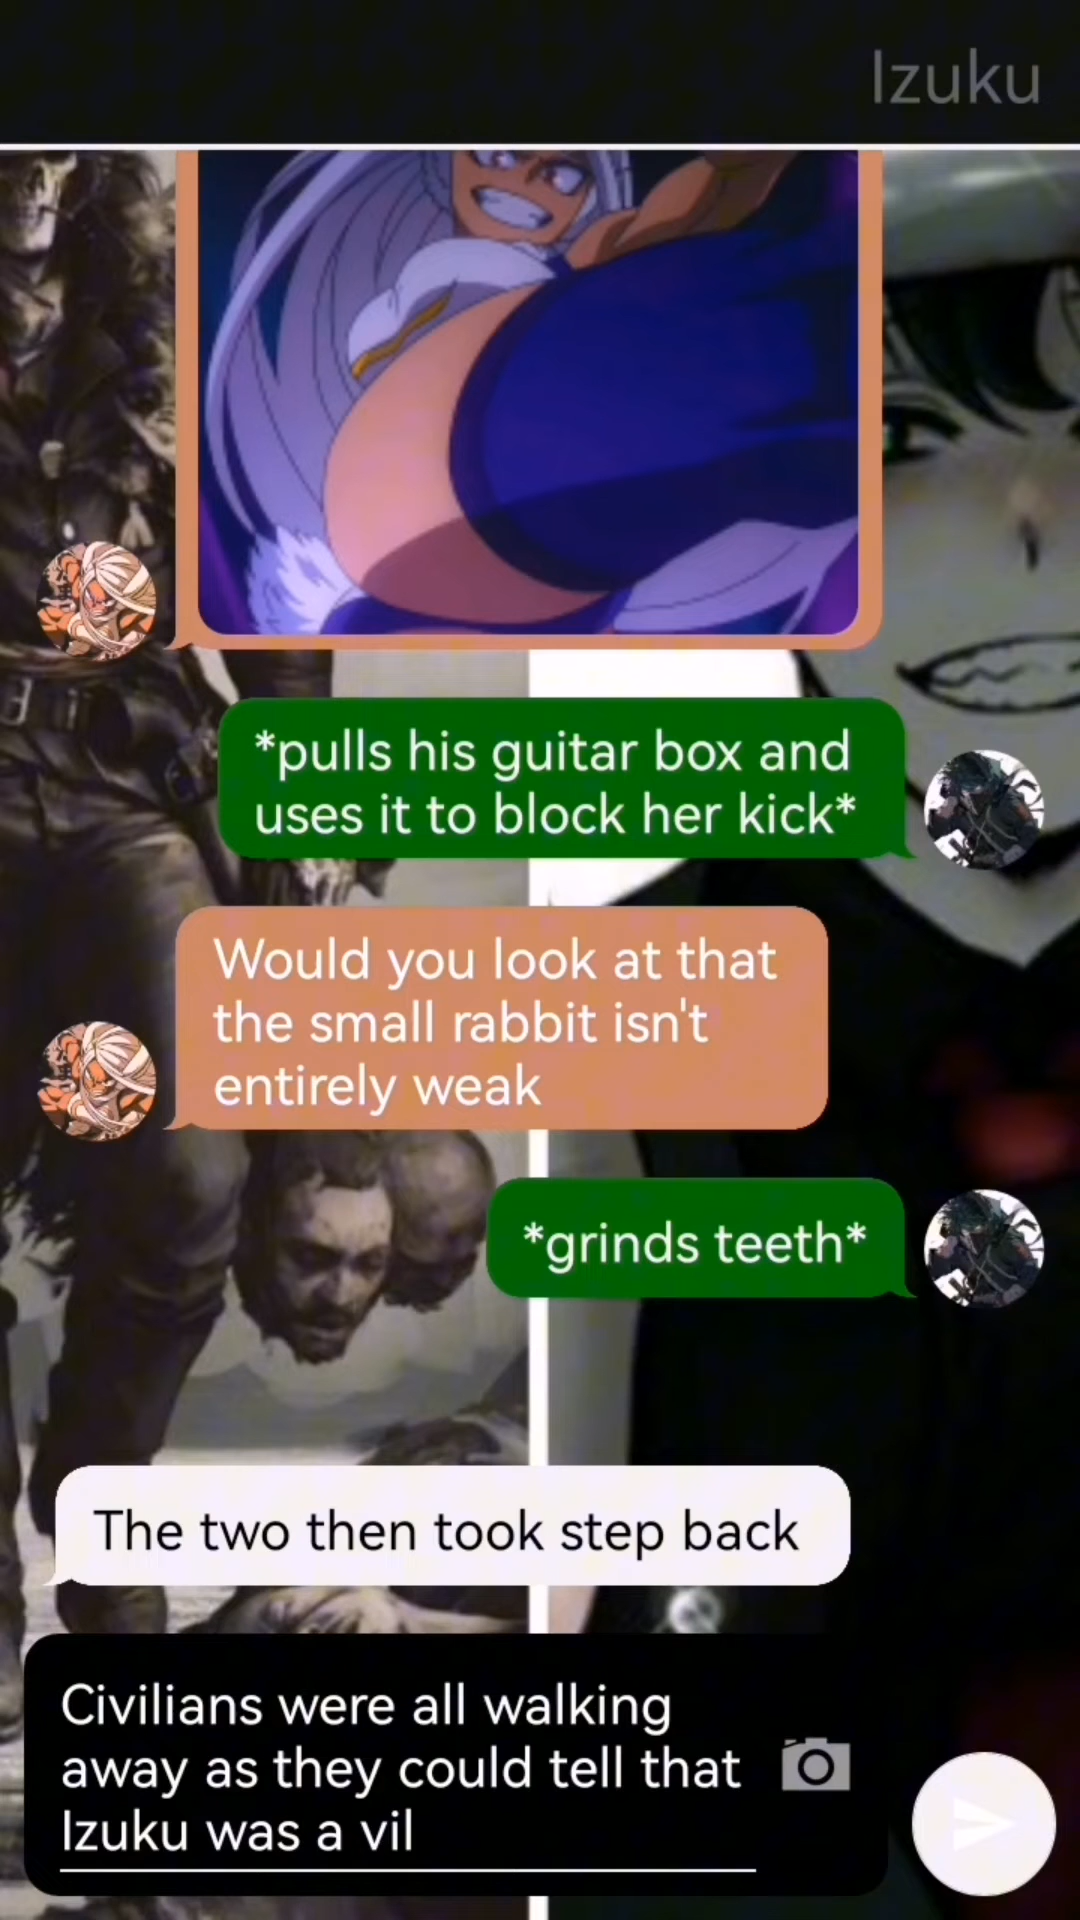 Izuku
*pulls his guitar box and
uses it to block her kick*
Would you look at that
the small rabbit isn't
entirely weak
*grinds teeth*
The two then took step back
Civilians were all walking
away as they could tell that
Izuku was a vil